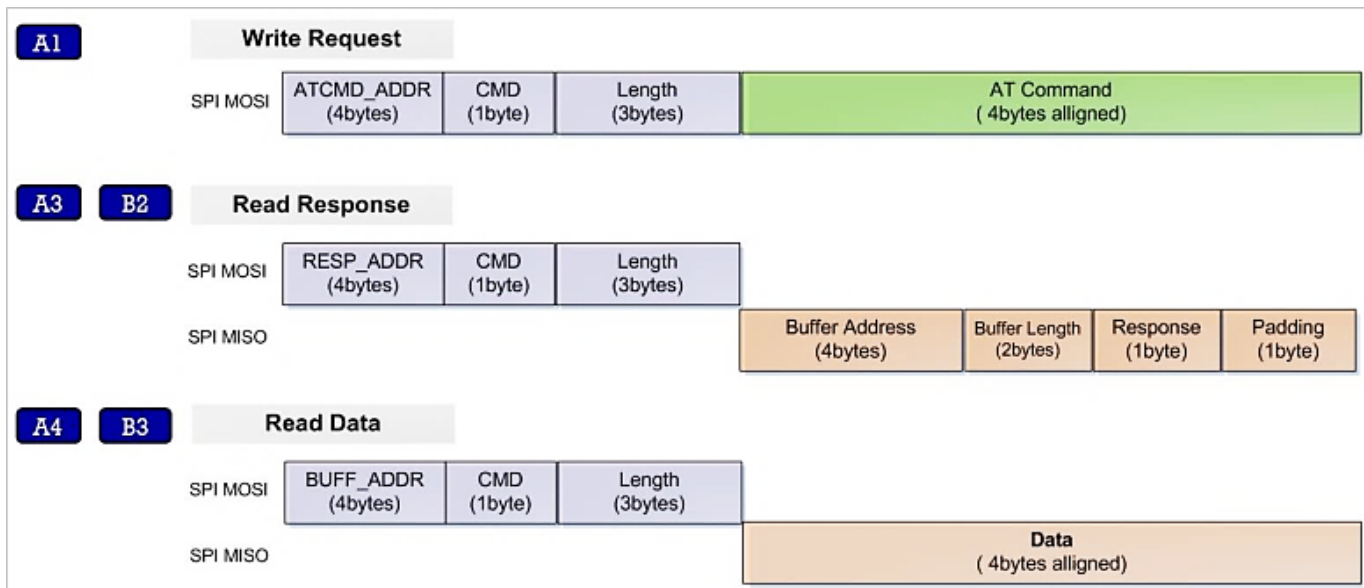 A1
Write Request
SPI MOSI
ATCMD_ADDR
(4bytes)
CMD
(1byte)
Length
(3bytes)
AT Command
( 4bytes alligned)
A3
B2
Read Response
SPI MOSI
RESP_ADDR
(4bytes)
CMD
(1byte)
Length
(3bytes)
SPI MISO
Buffer Address
(4bytes)
Buffer Length
(2bytes)
Response
(1byte)
Padding
(1byte)
A4
B3
Read Data
SPI MOSI
BUFF_ADDR
(4bytes)
CMD
(1byte)
Length
(3bytes)
SPI MISO
Data
( 4bytes alligned)